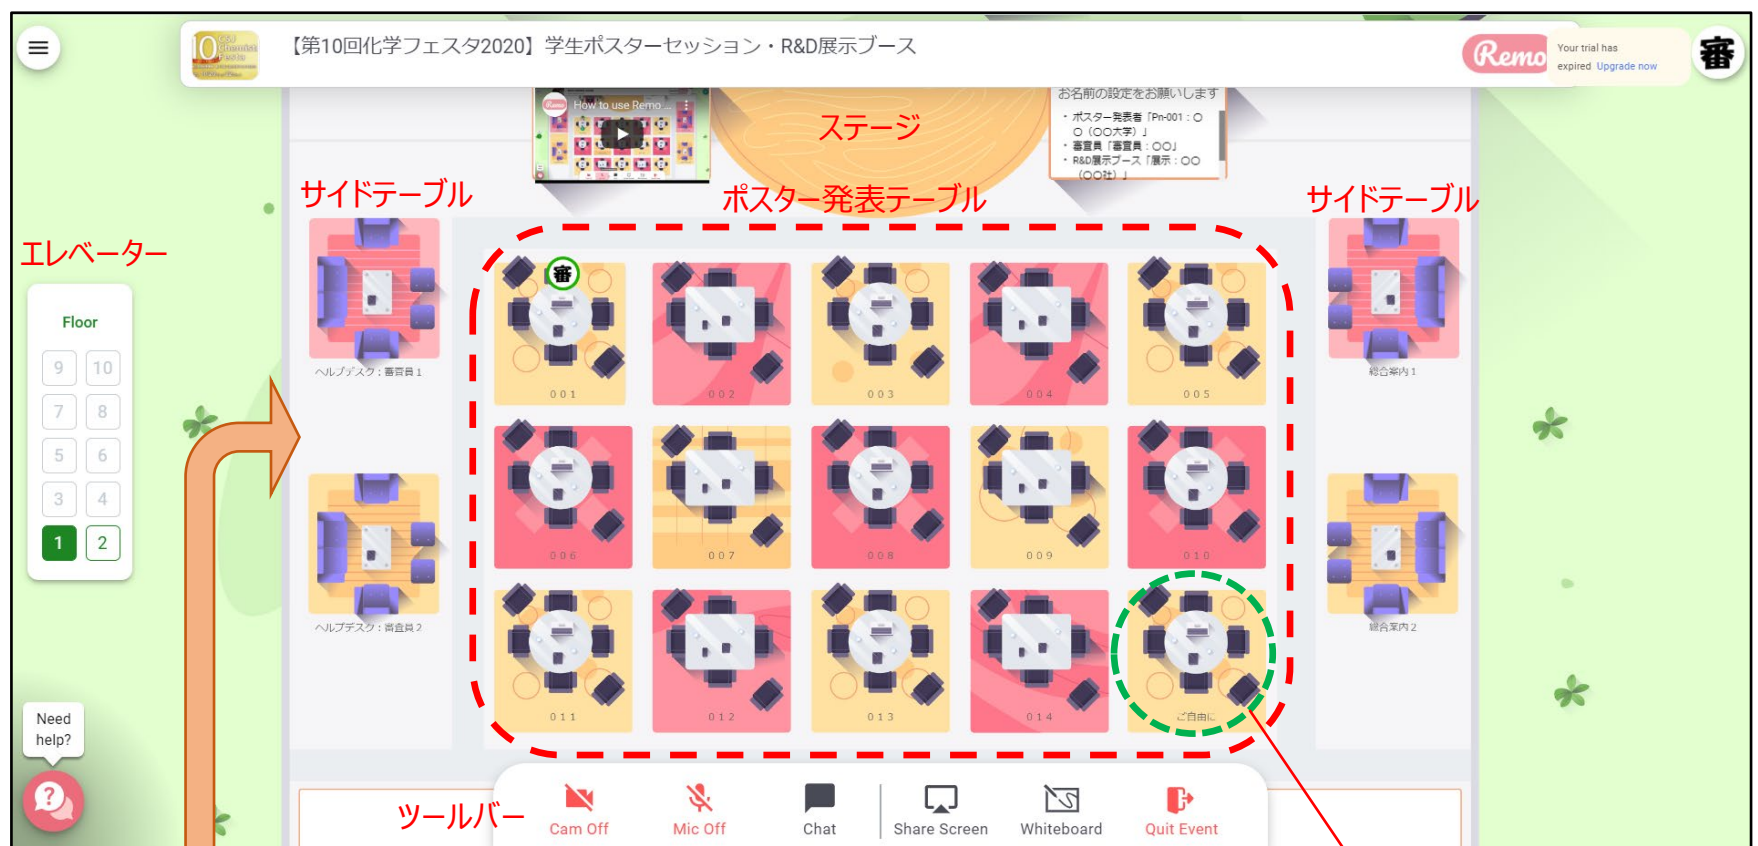 【第10回化学フェスタ2020】学生ポスターセッション・R&D展示ブース
Remo
Your trial has
expired Upgrade now
審
How to use Remo ...
ステージ
お名前の設定をお願いします
・ポスター発表者「Pn-001：〇
〇（〇〇大学）」
・審査員「審査員：〇〇」
・R&D展示ブース「展示：〇〇
（〇〇社）」
サイドテーブル
ポスター発表テーブル
サイドテーブル
エレベーター
Floor
9 10
7 8
5 6
3 4
1 2
審
ヘルプデスク：審査員1
001
002
003
004
005
総合案内1
006
007
008
009
010
ヘルプデスク：審査員2
総合案内2
011
012
013
014
ご自由に
Need
help?
ツールバー
Cam Off
Mic Off
Chat
Share Screen
Whiteboard
Quit Event